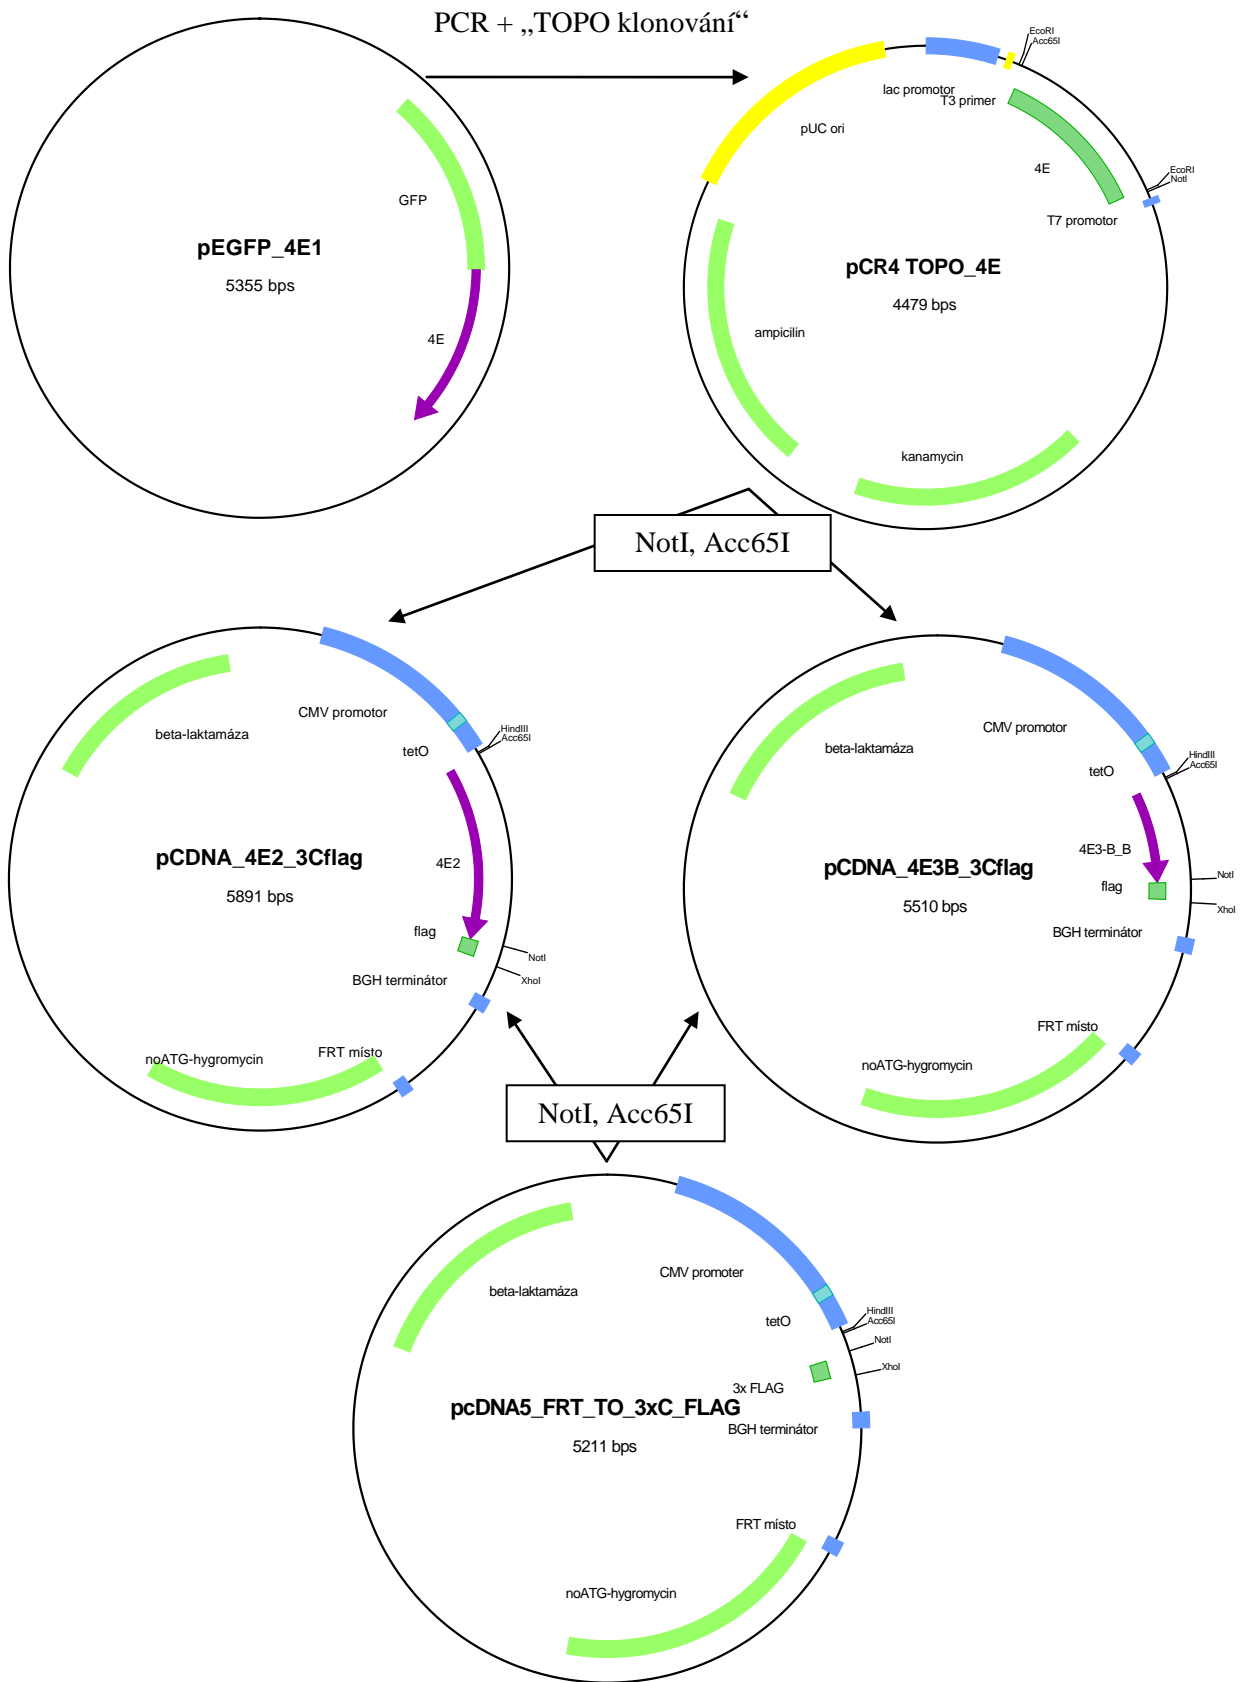 PCR + „TOPO klonování“
GFP
pEGFP_4E1
5355 bps
4E
EcoRI
Acc65I
lac promotor
T3 primer
pUC ori
4E
EcoRI
NotI
T7 promotor
pCR4 TOPO_4E
4479 bps
ampicilin
kanamycin
NotI, Acc65I
CMV promotor
beta-laktamáza
HindIII
Acc65I
tetO
pCDNA_4E2_3Cflag
4E2
5891 bps
flag
NotI
BGH terminátor
XhoI
noATG-hygromycin
FRT místo
CMV promotor
beta-laktamáza
HindIII
Acc65I
tetO
4E3-B_B
pCDNA_4E3B_3Cflag
NotI
flag
5510 bps
XhoI
BGH terminátor
FRT místo
noATG-hygromycin
NotI, Acc65I
CMV promoter
beta-laktamáza
HindIII
Acc65I
tetO
NotI
XhoI
3x FLAG
pcDNA5_FRT_TO_3xC_FLAG
BGH terminátor
5211 bps
FRT místo
noATG-hygromycin